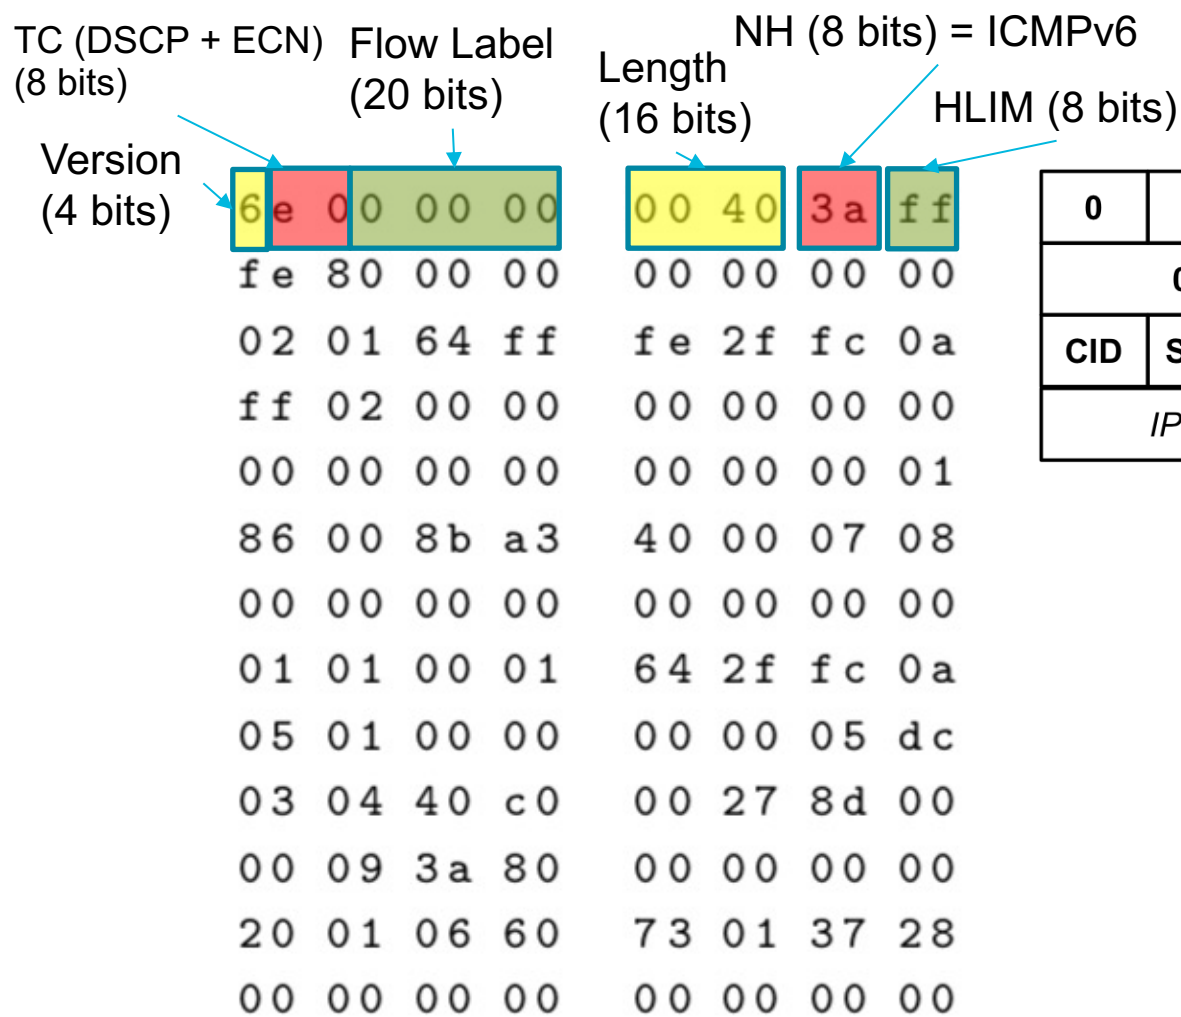 TC (DSCP + ECN)
(8 bits)
Flow Label
(20 bits)
NH (8 bits) = ICMPv6
Length
(16 bits)
HLIM (8 bits)
Version
(4 bits)
6e 00 00 00 00 40 3a ff
fe 80 00 00 00 00 00 00
02 01 64 ff fe 2f fc 0a
ff 02 00 00 00 00 00 00
00 00 00 00 00 00 00 01
86 00 8b a3 40 00 07 08
00 00 00 00 00 00 00 00
01 01 00 01 64 2f fc 0a
05 01 00 00 00 00 05 dc
03 04 40 c0 00 27 8d 00
00 09 3a 80 00 00 00 00
20 01 06 60 73 01 37 28
00 00 00 00 00 00 00 00
0
CID S
IP